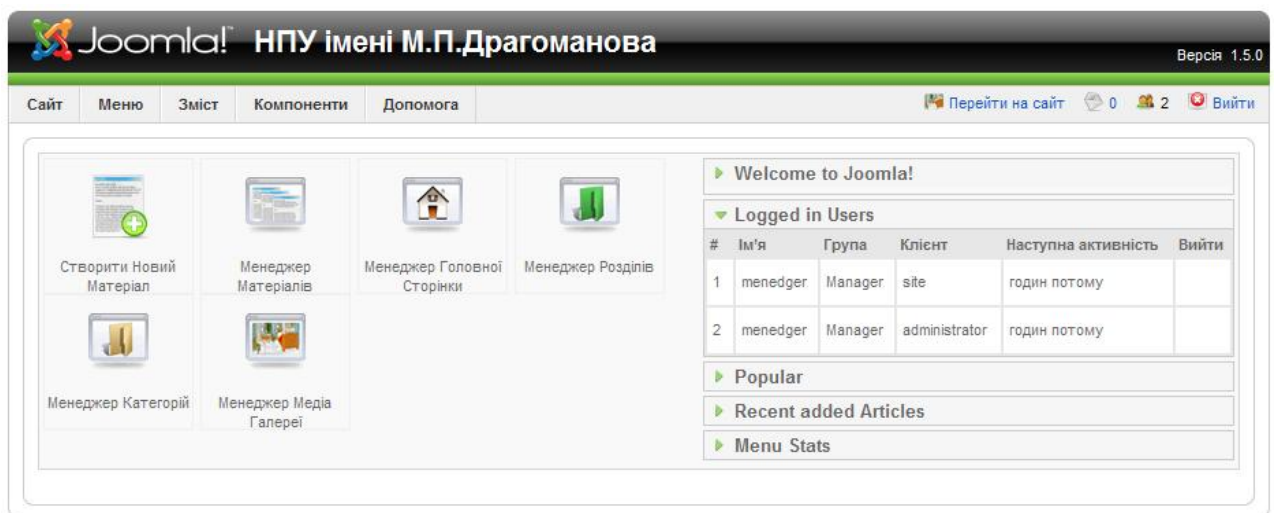 Joomla!™ НПУ імені М.П.Драгоманова
Версія 1.5.0
Сайт Меню Зміст Компоненти Допомога Перейти на сайт 0 2 Вийти
Створити Новий Матеріал
Менеджер Матеріалів
Менеджер Головної Сторінки
Менеджер Розділів
Менеджер Категорій
Менеджер Медіа Галереї
Welcome to Joomla!
Logged in Users
# Ім'я Група Клієнт Наступна активність Вийти
1 menedger Manager site годин потому
2 menedger Manager administrator годин потому
Popular
Recent added Articles
Menu Stats